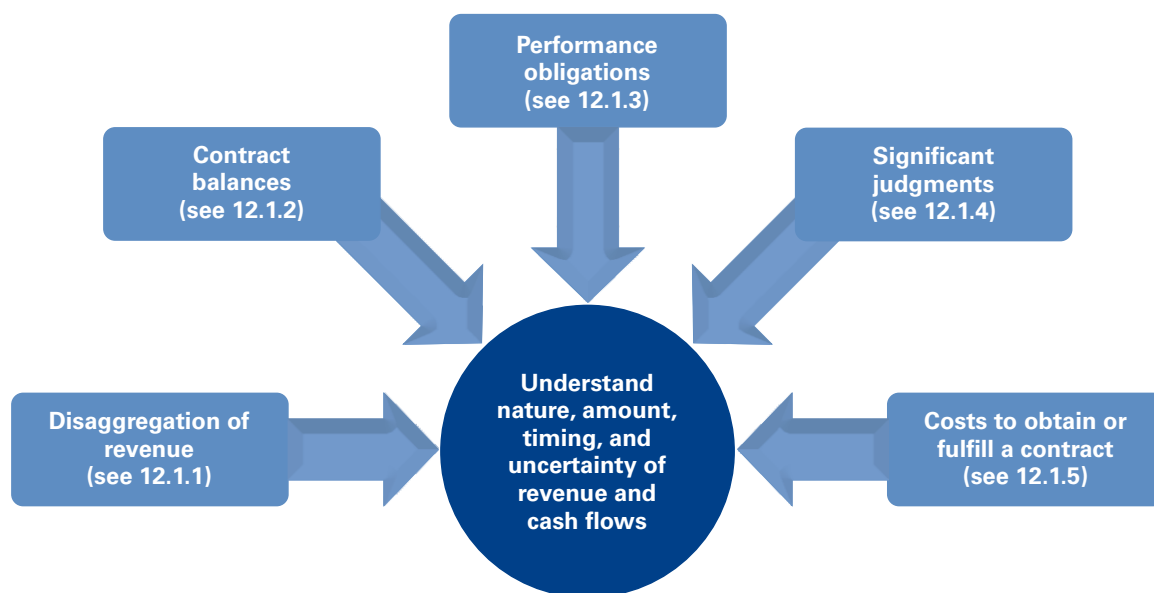 Performance
obligations
(see 12.1.3)
Contract
balances
(see 12.1.2)
Significant
judgments
(see 12.1.4)
Disaggregation of
revenue
(see 12.1.1)
Understand
nature, amount,
timing, and
uncertainty of
revenue and
cash flows
Costs to obtain or
fulfill a contract
(see 12.1.5)